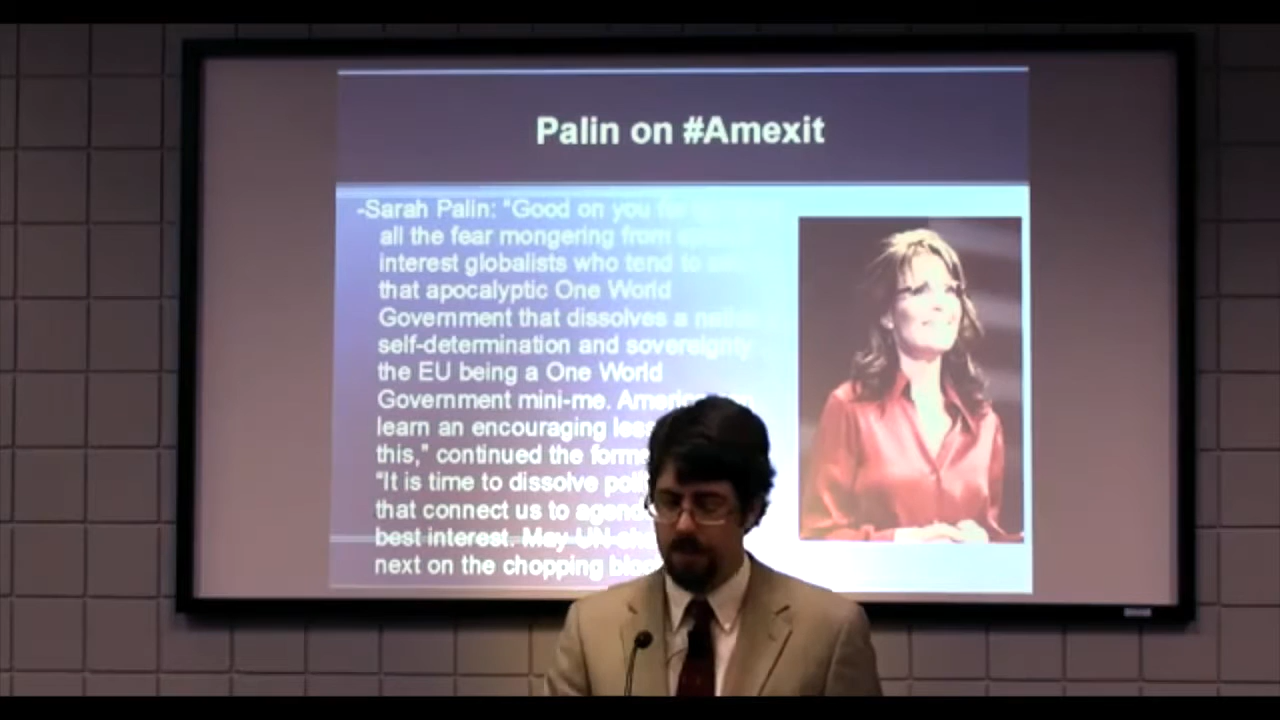 Palin on #Amexit
-Sarah Palin: “Good on you for
all the fear mongering from
interest globalists who tend to
that apocalyptic One World
Government that dissolves a
self-determination and sovereignty
the EU being a One World
Government mini-me.
learn an encouraging
this,” continued the
“It is time to dissolve
that connect us to
best interest. May
next on the chopping